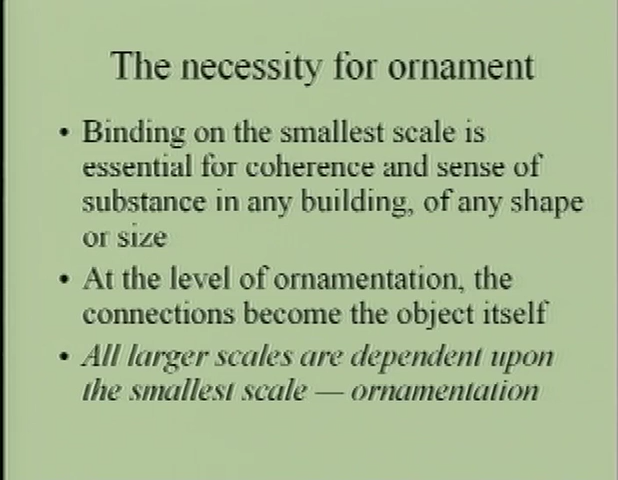 The necessity for ornament
• Binding on the smallest scale is
essential for coherence and sense of
substance in any building, of any shape
or size
• At the level of ornamentation, the
connections become the object itself
• All larger scales are dependent upon
the smallest scale — ornamentation